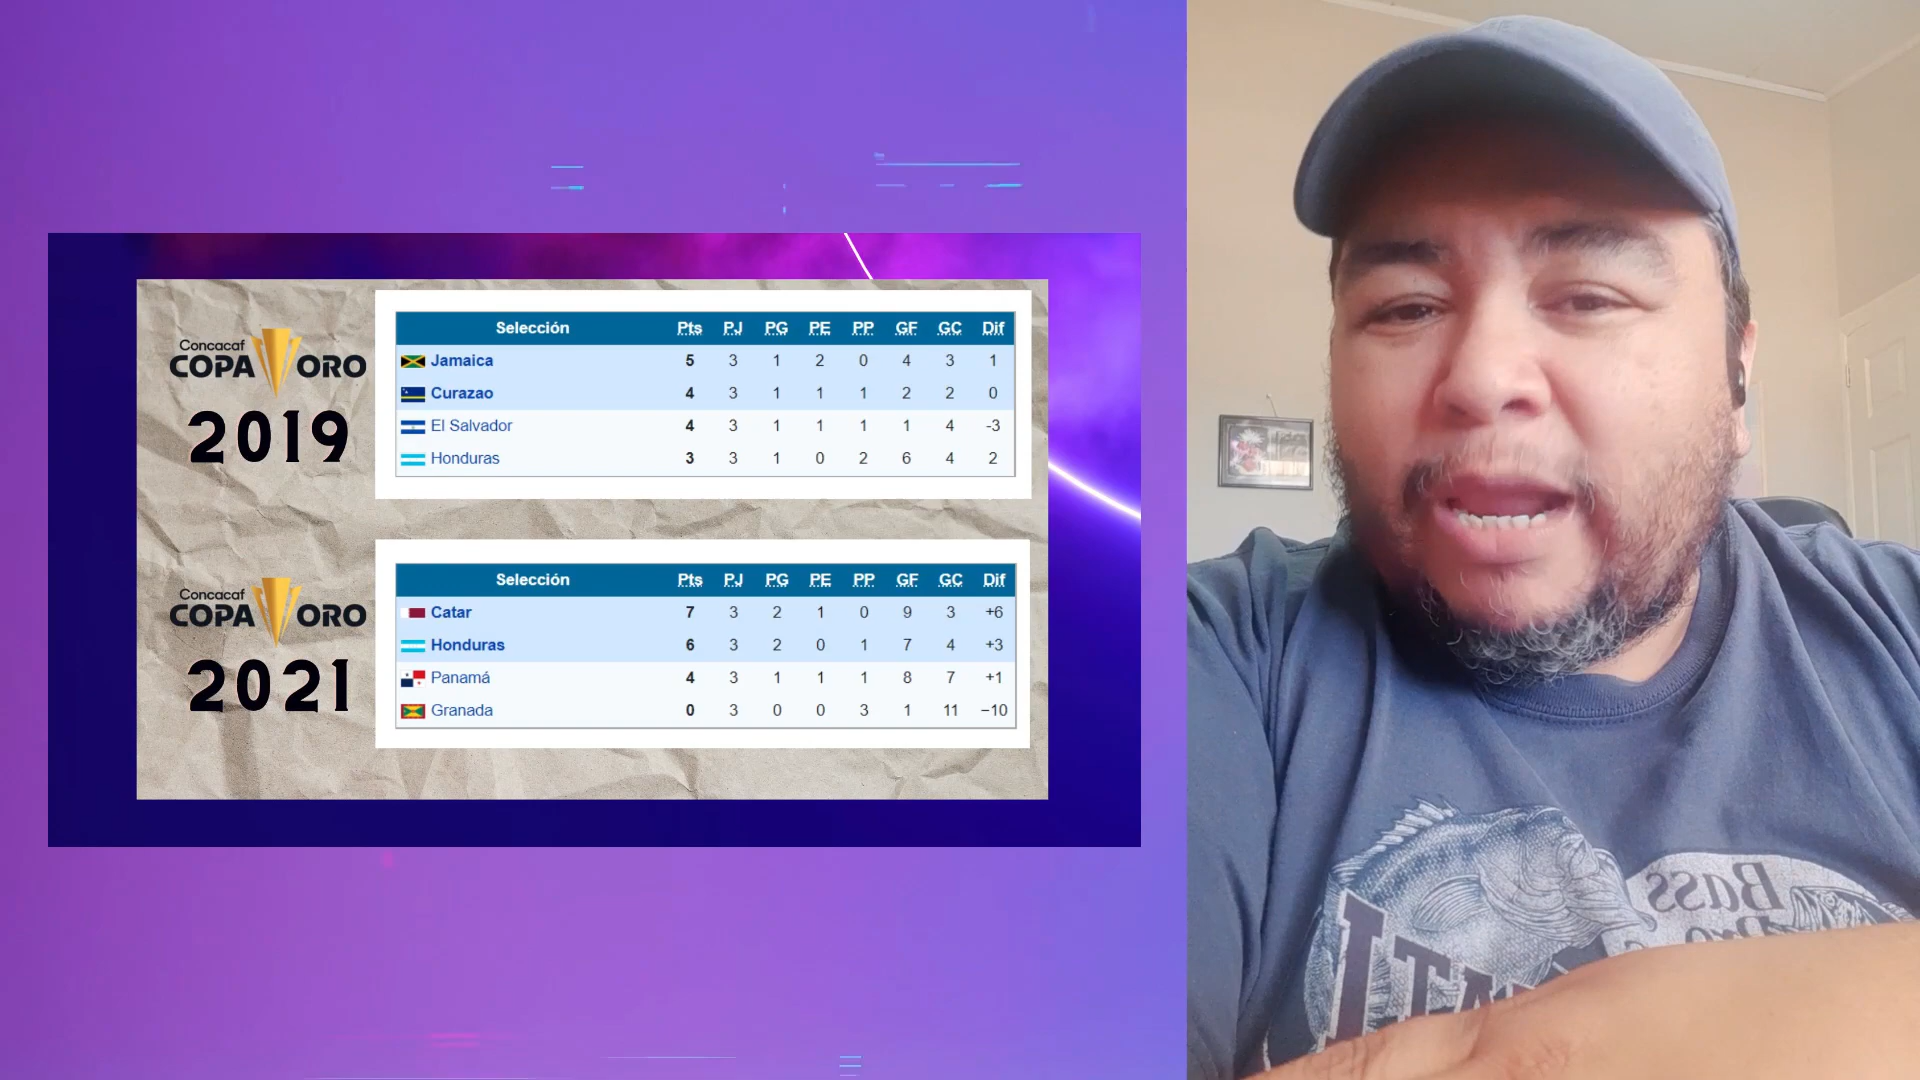 Concacaf
COPA ORO
2019
Selección Pts PJ PG PE PP GF GC Dif
Jamaica 5 3 1 2 0 4 3 1
Curazao 4 3 1 1 1 2 2 0
El Salvador 4 3 1 1 1 1 4 -3
Honduras 3 3 1 0 2 6 4 2
Concacaf
COPA ORO
2021
Selección Pts PJ PG PE PP GF GC Dif
Catar 7 3 2 1 0 9 3 +6
Honduras 6 3 2 0 1 7 4 +3
Panamá 4 3 1 1 1 8 7 +1
Granada 0 3 0 0 3 1 11 −10
Bass
Pro